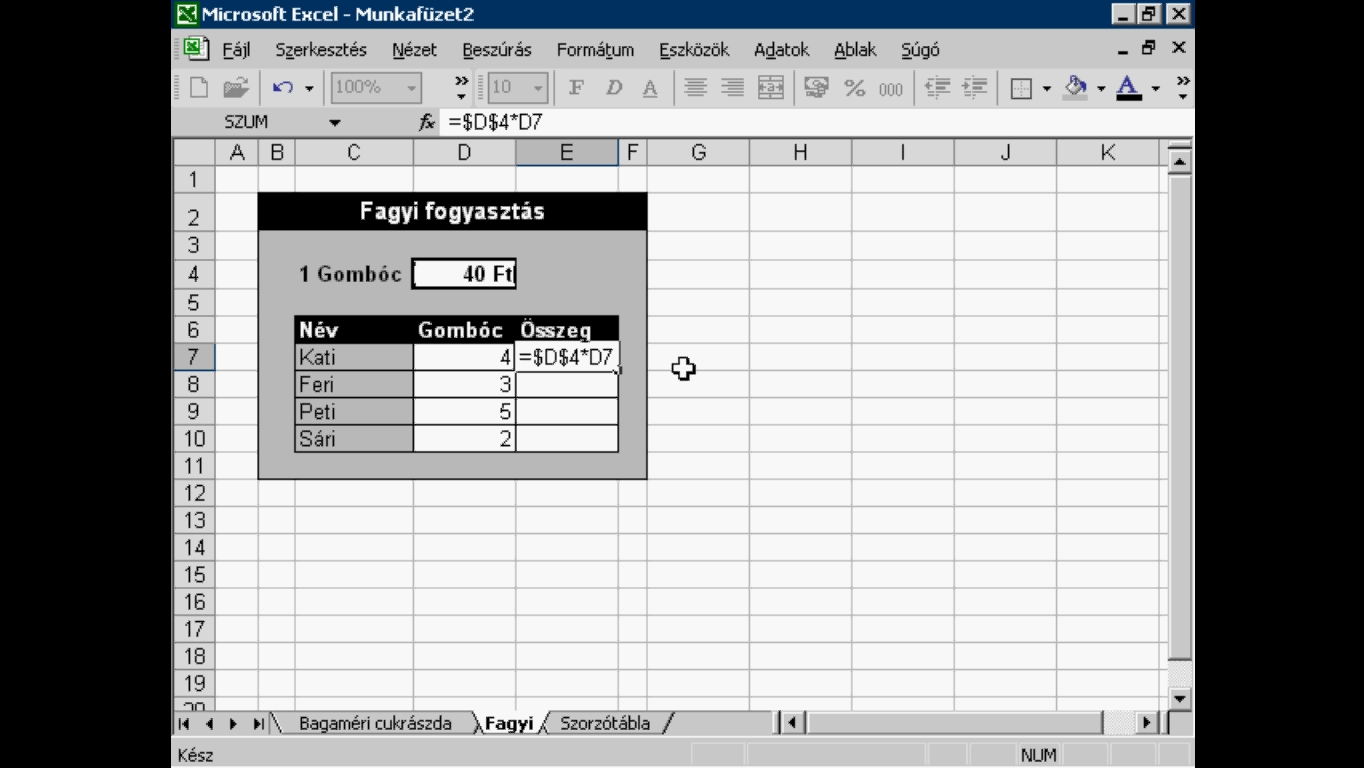 Microsoft Excel - Munkafüzet2
Fájl Szerkesztés Nézet Beszúrás Formátum Eszközök Adatok Ablak Súgó
100% 10 F D A % 000 A
SZUM fx =$D$4*D7
A B C D E F G H I J K
1
2 Fagyi fogyasztás
3
4 1 Gombóc 40 Ft
5
6 Név Gombóc Összeg
7 Kati 4 =$D$4*D7
8 Feri 3
9 Peti 5
10 Sári 2
11
12
13
14
15
16
17
18
19
20
Bagaméri cukrászda Fagyi Szorzótábla
Kész NUM